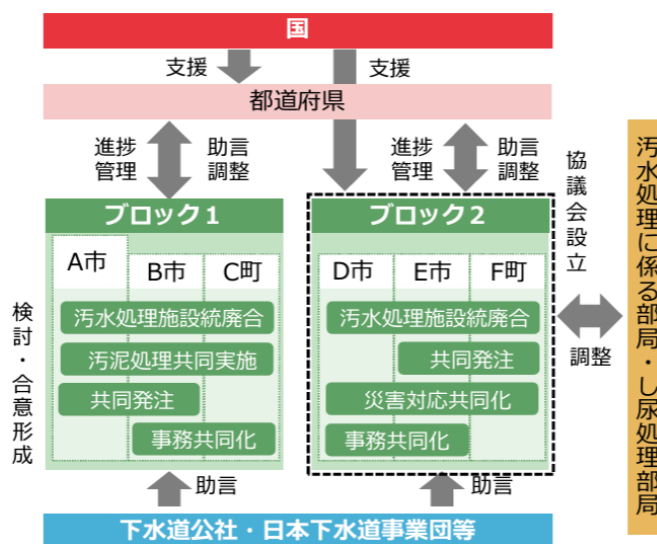 国
支援
支援
都道府県
進捗
管理
助言
調整
進捗
管理
助言
調整
協議会設立
ブロック1
ブロック2
A市
B市
C町
D市
E市
F町
汚水処理施設統廃合
汚泥処理共同実施
共同発注
事務共同化
汚水処理施設統廃合
共同発注
災害対応共同化
事務共同化
検討・合意形成
調整
汚水処理に係る部局・し尿処理部局
助言
助言
下水道公社・日本下水道事業団等